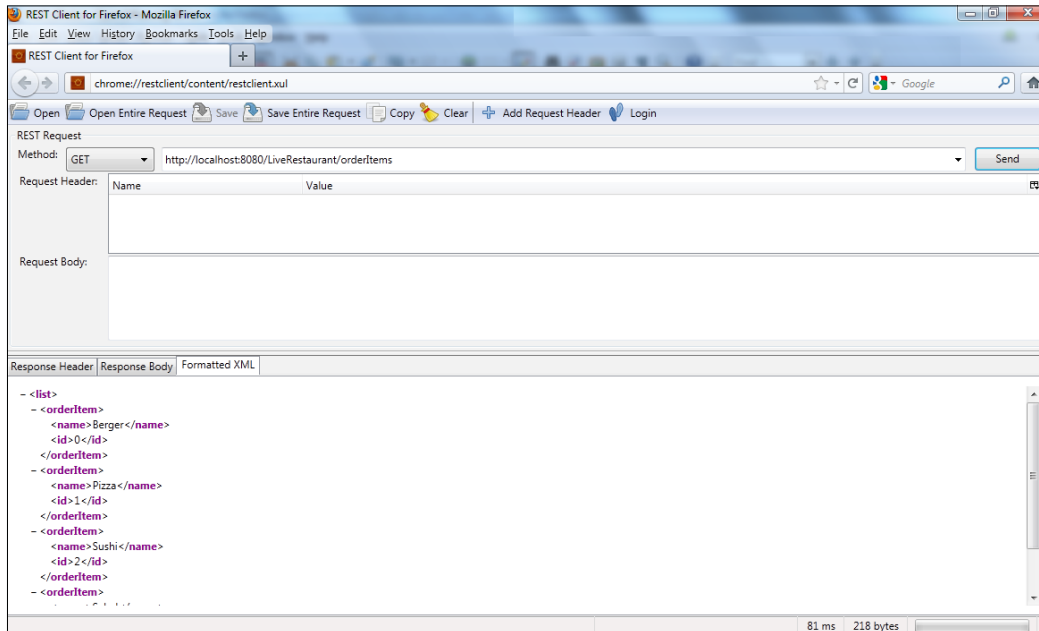 REST Client for Firefox - Mozilla Firefox
File Edit View History Bookmarks Tools Help
REST Client for Firefox +
chrome://restclient/content/restclient.xul Google
Open Open Entire Request Save Save Entire Request Copy Clear Add Request Header Login
REST Request
Method: GET http://localhost:8080/LiveRestaurant/orderItems Send
Request Header: Name Value
Request Body:
Response Header Response Body Formatted XML
– <list>
– <orderItem>
<name>Berger</name>
<id>0</id>
</orderItem>
– <orderItem>
<name>Pizza</name>
<id>1</id>
</orderItem>
– <orderItem>
<name>Sushi</name>
<id>2</id>
</orderItem>
– <orderItem>
81 ms 218 bytes